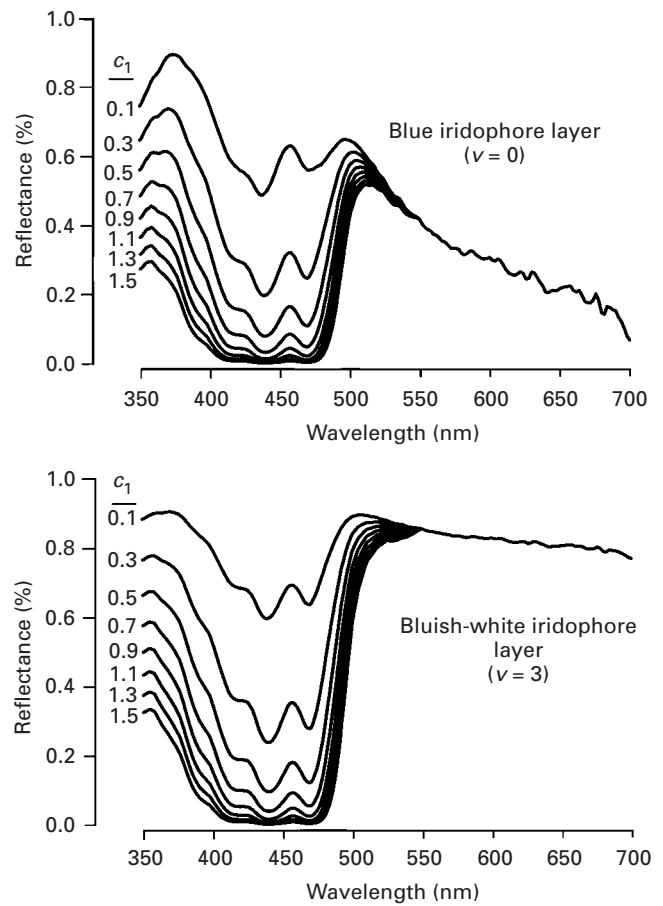 1.0
0.8
0.6
0.4
0.2
0.0
Reflectance (%)
c1
0.1
0.3
0.5
0.7
0.9
1.1
1.3
1.5
Blue iridophore layer
(v = 0)
350 400 450 500 550 600 650 700
Wavelength (nm)
1.0
0.8
0.6
0.4
0.2
0.0
Reflectance (%)
c1
0.1
0.3
0.5
0.7
0.9
1.1
1.3
1.5
Bluish-white iridophore
layer
(v = 3)
350 400 450 500 550 600 650 700
Wavelength (nm)